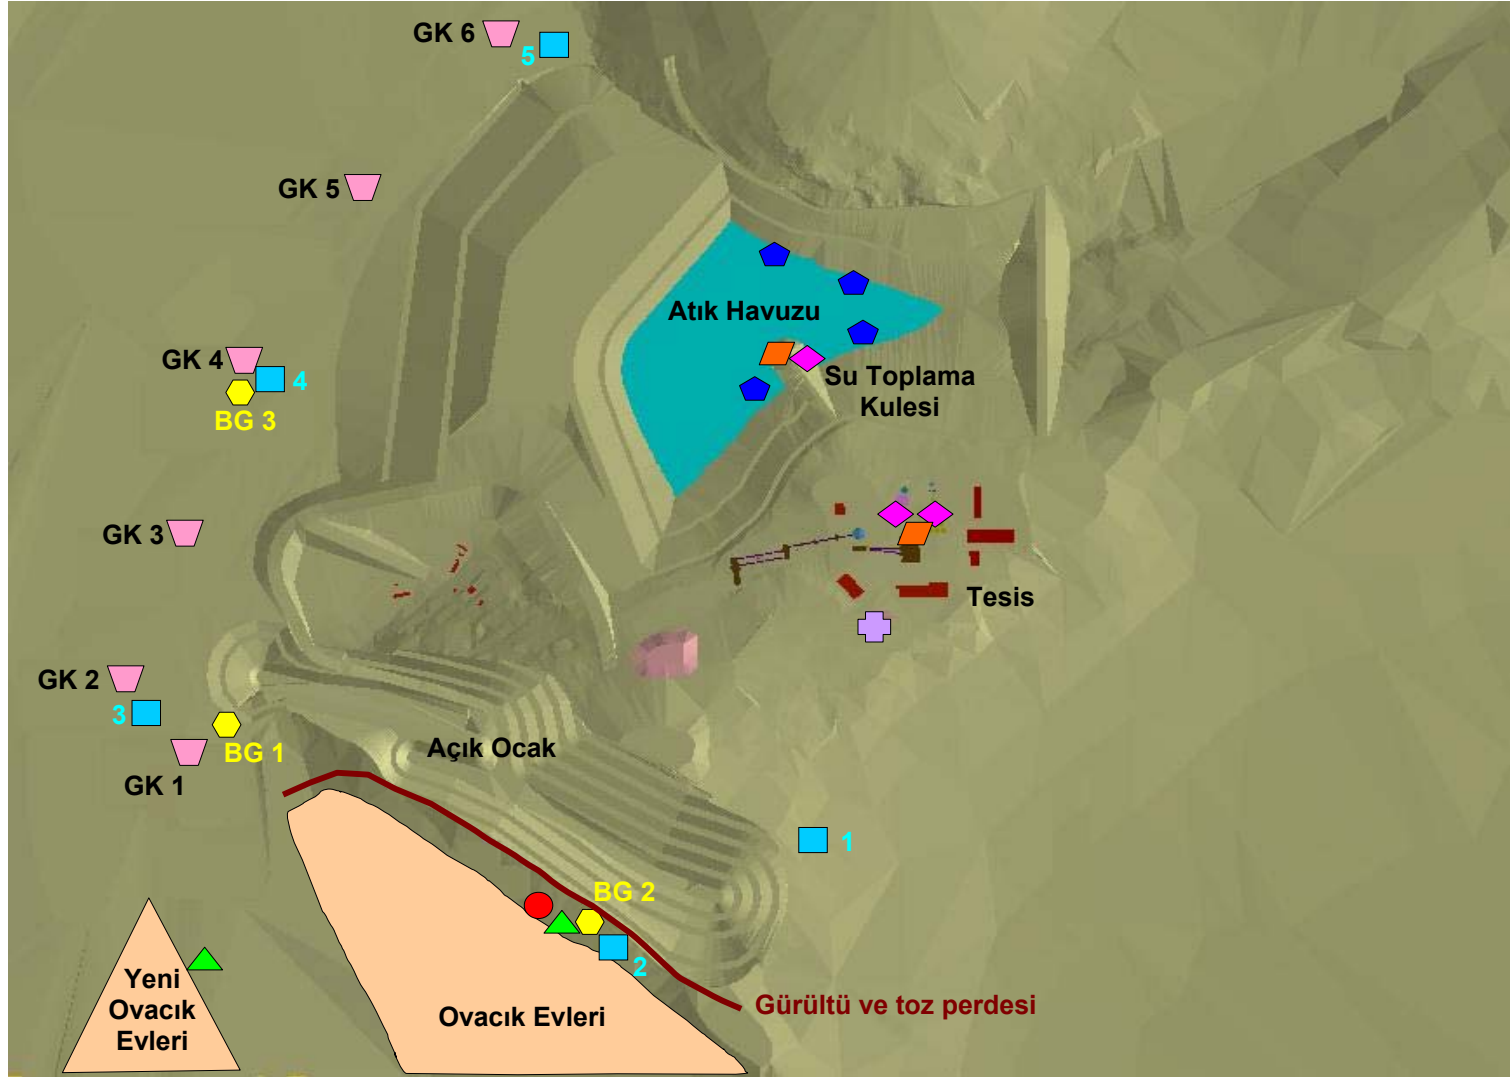 GK 6
5
GK 5
Atık Havuzu
GK 4
4
Su Toplama
Kulesi
BG 3
GK 3
Tesis
GK 2
3
BG 1
Açık Ocak
GK 1
1
BG 2
2
Yeni
Ovacık
Evleri
Ovacık Evleri
Gürültü ve toz perdesi